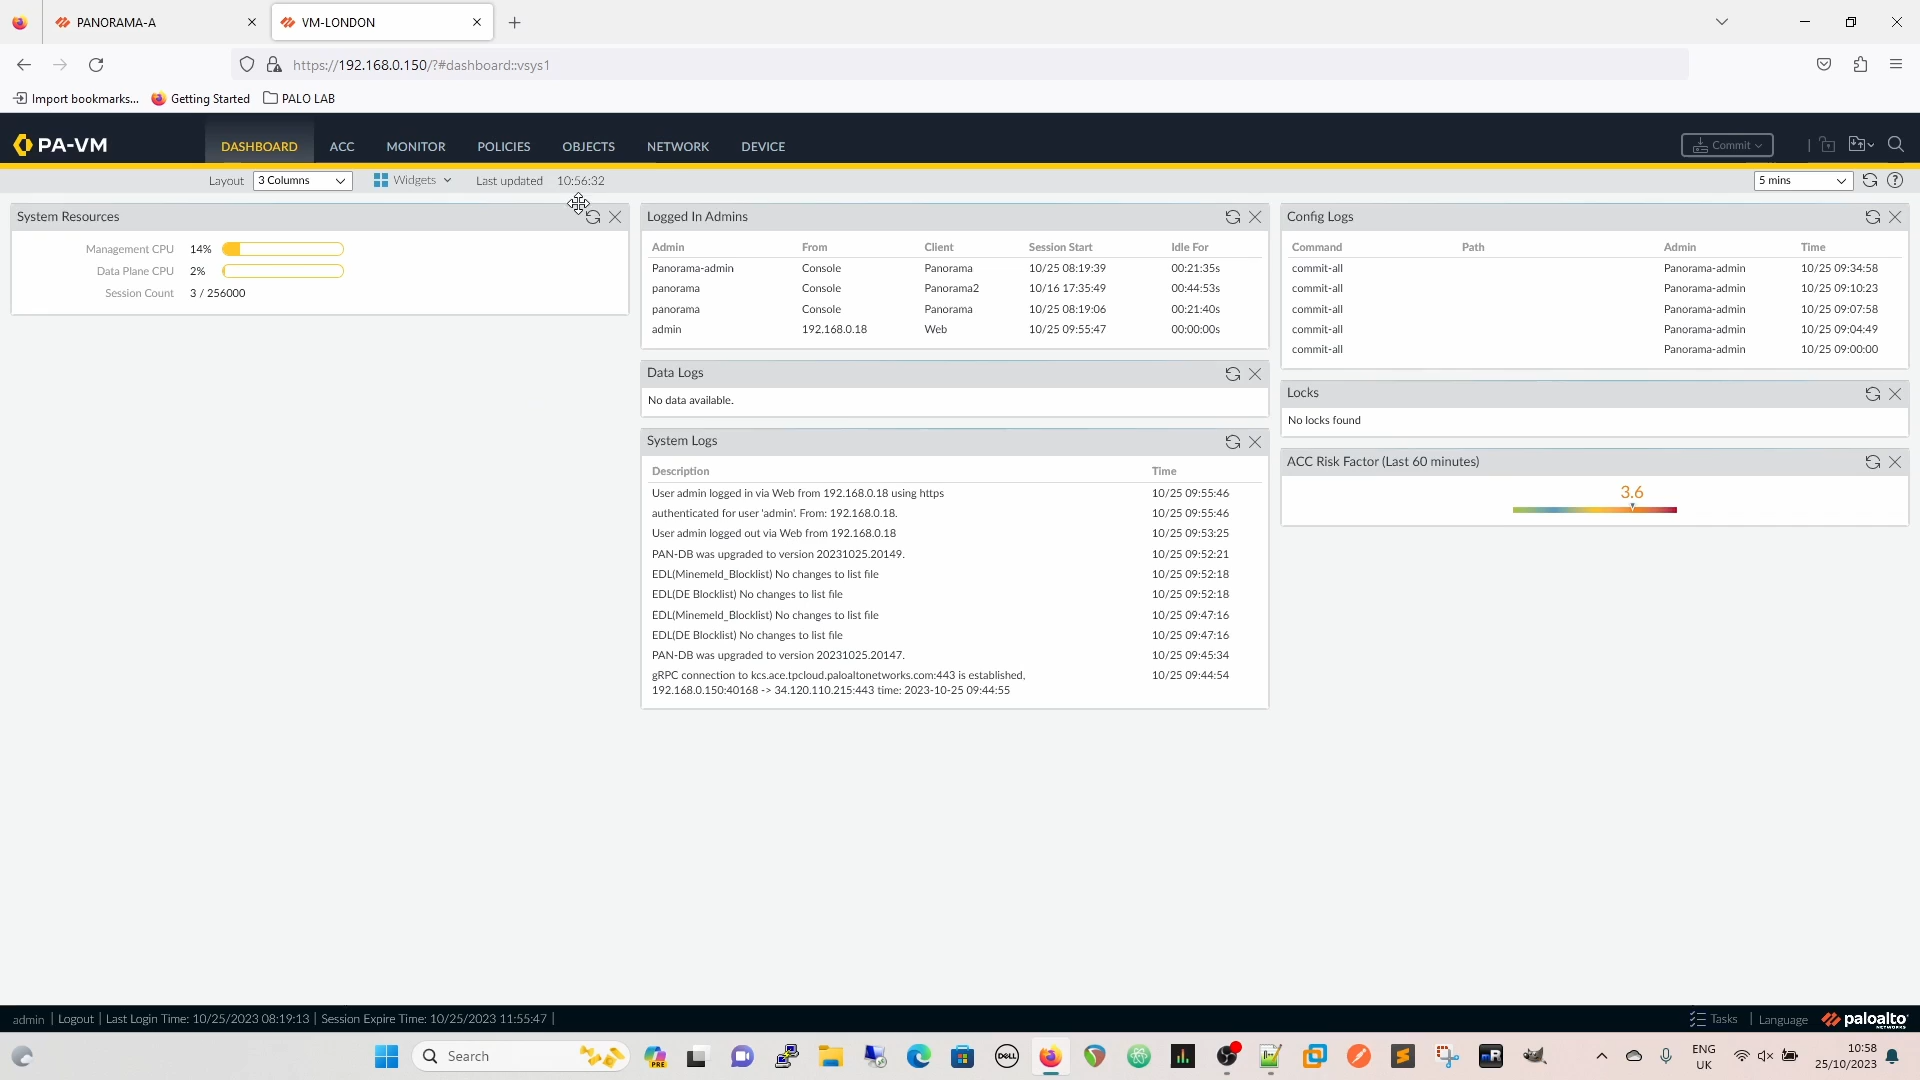 PANORAMA-A
VM-LONDON
https://192.168.0.150/?#dashboard::vsys1
Import bookmarks...
Getting Started
PALO LAB
PA-VM
DASHBOARD
ACC
MONITOR
POLICIES
OBJECTS
NETWORK
DEVICE
Commit
Layout
3 Columns
Widgets
Last updated
10:56:32
5 mins
System Resources
Management CPU 14%
Data Plane CPU 2%
Session Count 3 / 256000
Logged In Admins
Admin From Client Session Start Idle For
Panorama-admin Console Panorama 10/25 08:19:39 00:21:35s
panorama Console Panorama2 10/16 17:35:49 00:44:53s
panorama Console Panorama 10/25 08:19:06 00:21:40s
admin 192.168.0.18 Web 10/25 09:55:47 00:00:00s
Data Logs
No data available.
System Logs
Description Time
User admin logged in via Web from 192.168.0.18 using https 10/25 09:55:46
authenticated for user 'admin'. From: 192.168.0.18. 10/25 09:55:46
User admin logged out via Web from 192.168.0.18 10/25 09:53:25
PAN-DB was upgraded to version 20231025.20149. 10/25 09:52:21
EDL(Minemeld_Blocklist) No changes to list file 10/25 09:52:18
EDL(DE Blocklist) No changes to list file 10/25 09:52:18
EDL(Minemeld_Blocklist) No changes to list file 10/25 09:47:16
EDL(DE Blocklist) No changes to list file 10/25 09:47:16
PAN-DB was upgraded to version 20231025.20147. 10/25 09:45:34
gRPC connection to kcs.ace.tpcloud.paloaltonetworks.com:443 is established, 10/25 09:44:54
192.168.0.150:40168 -> 34.120.110.215:443 time: 2023-10-25 09:44:55
Config Logs
Command Path Admin Time
commit-all Panorama-admin 10/25 09:34:58
commit-all Panorama-admin 10/25 09:10:23
commit-all Panorama-admin 10/25 09:07:58
commit-all Panorama-admin 10/25 09:04:49
commit-all Panorama-admin 10/25 09:00:00
Locks
No locks found
ACC Risk Factor (Last 60 minutes)
3.6
admin | Logout | Last Login Time: 10/25/2023 08:19:13 | Session Expire Time: 10/25/2023 11:55:47 |
Tasks | Language
paloalto
NETWORKS
Search
PRE
DELL
mR
ENG
UK
10:58
25/10/2023